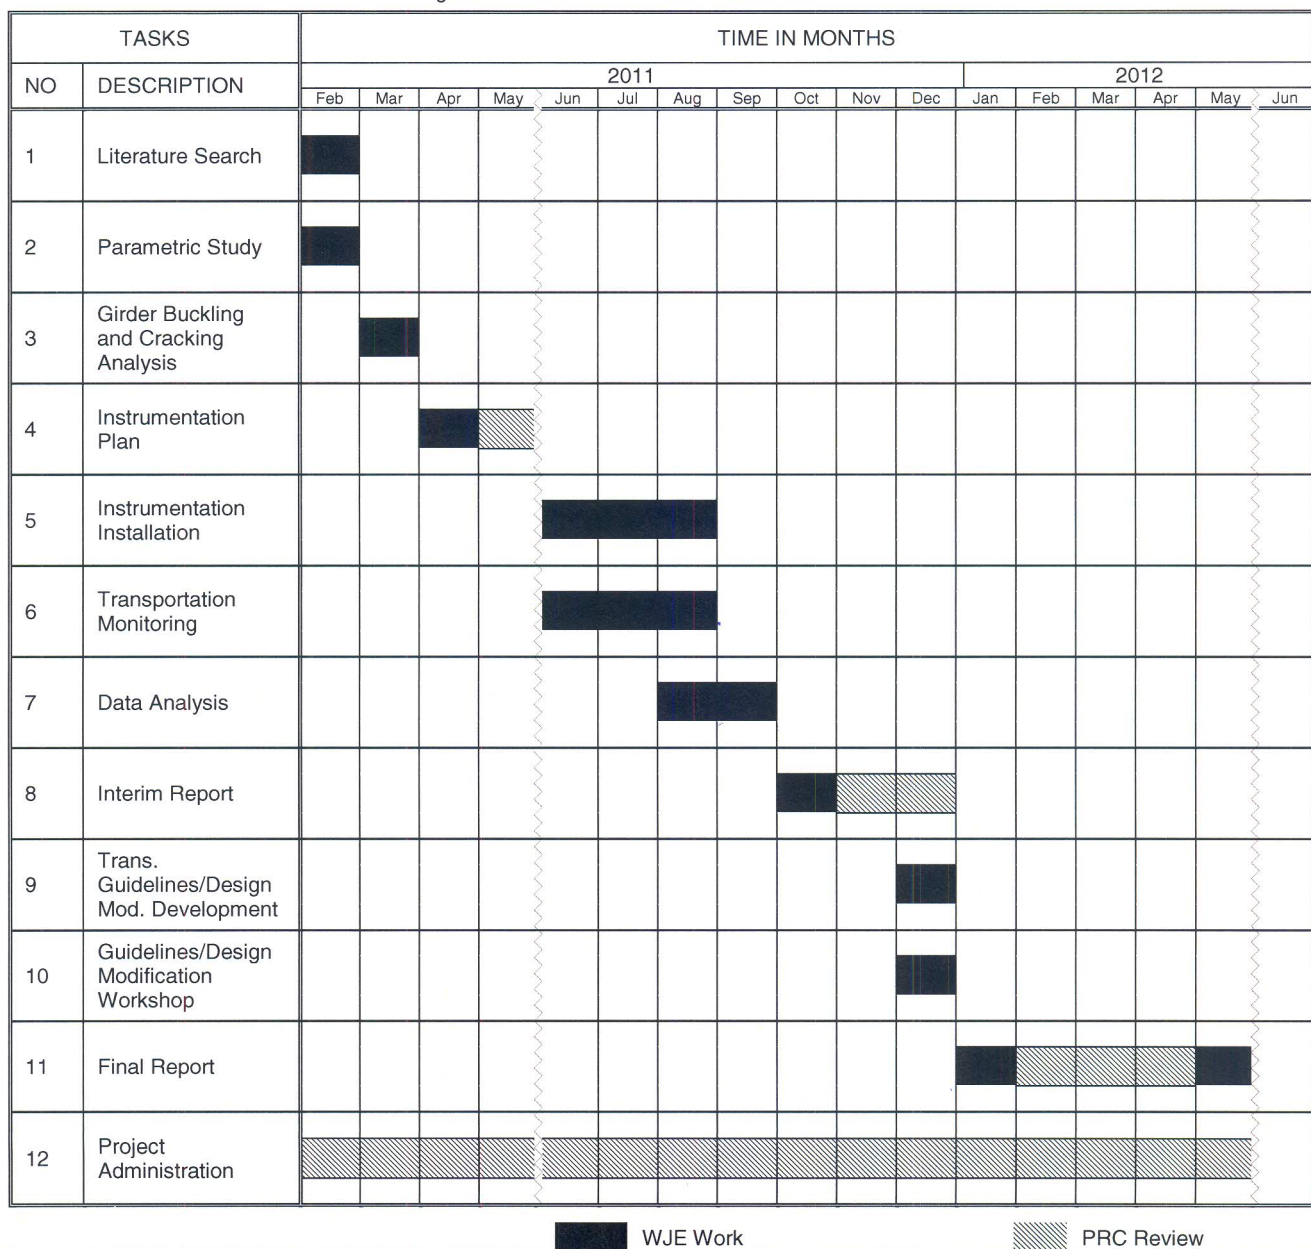 TASKS
TIME IN MONTHS
NO
DESCRIPTION
2011
2012
Feb Mar Apr May Jun Jul Aug Sep Oct Nov Dec Jan Feb Mar Apr May Jun
1
Literature Search
2
Parametric Study
3
Girder Buckling
and Cracking
Analysis
4
Instrumentation
Plan
5
Instrumentation
Installation
6
Transportation
Monitoring
7
Data Analysis
8
Interim Report
9
Trans.
Guidelines/Design
Mod. Development
10
Guidelines/Design
Modification
Workshop
11
Final Report
12
Project
Administration
WJE Work
PRC Review